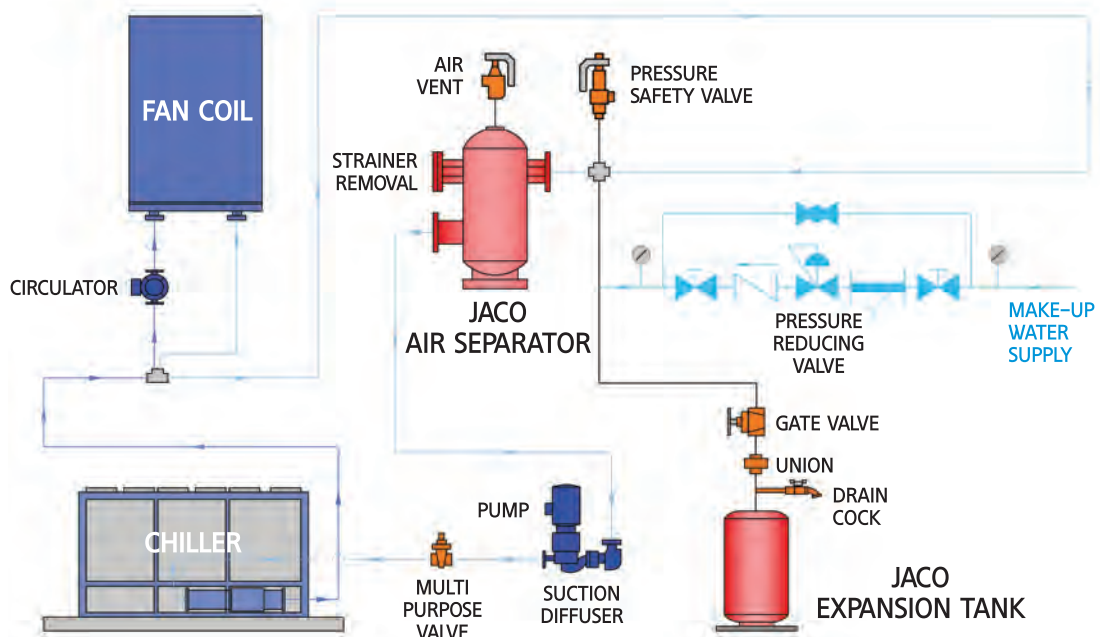 FAN COIL
AIR
VENT
PRESSURE
SAFETY VALVE
STRAINER
REMOVAL
CIRCULATOR
JACO
AIR SEPARATOR
PRESSURE
REDUCING
VALVE
MAKE-UP
WATER
SUPPLY
GATE VALVE
UNION
DRAIN
COCK
CHILLER
PUMP
MULTI
PURPOSE
VALVE
SUCTION
DIFFUSER
JACO
EXPANSION TANK